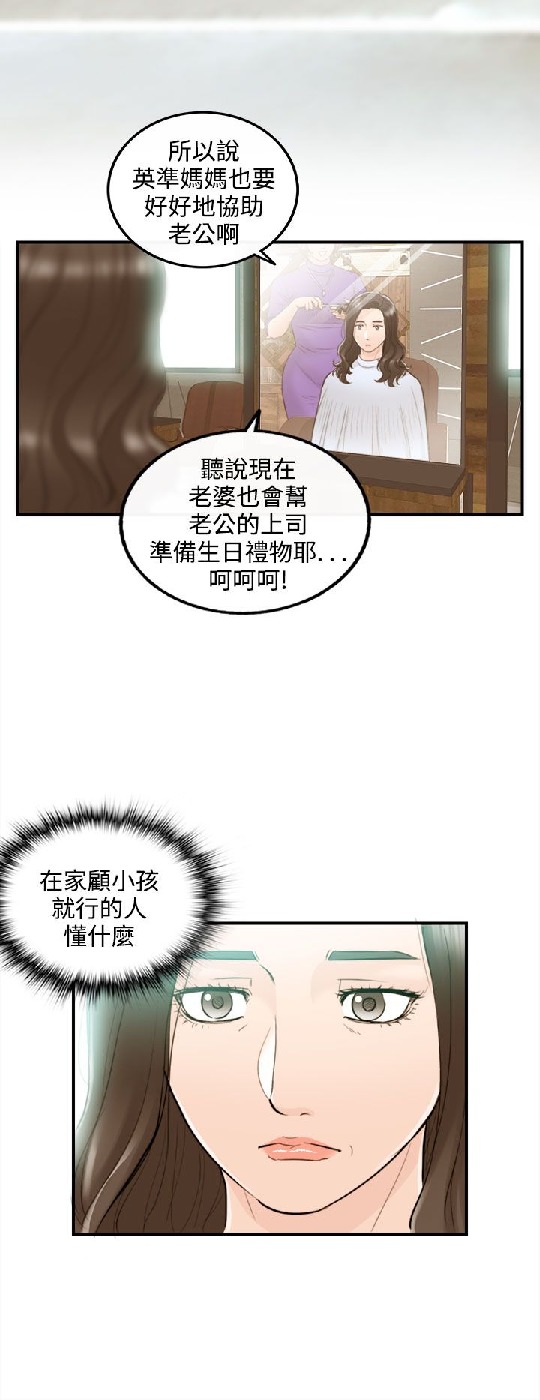 所以說
英準媽媽也要
好好地協助
老公啊
聽說現在
老婆也會幫
老公的上司
準備生日禮物耶...
呵呵呵!
在家顧小孩
就行的人
懂什麼